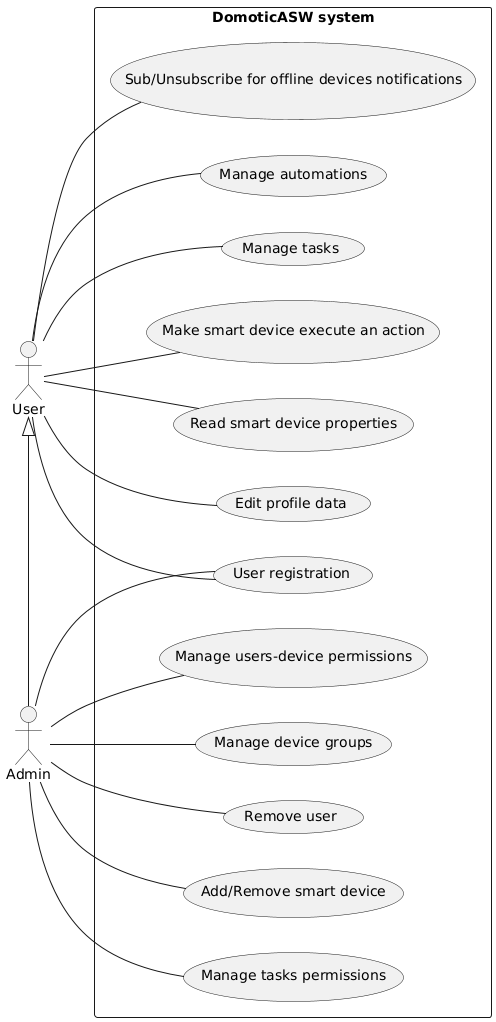 DomoticASW system
Sub/Unsubscribe for offline devices notifications
Manage automations
Manage tasks
Make smart device execute an action
User
Read smart device properties
Edit profile data
User registration
Manage users-device permissions
Manage device groups
Admin
Remove user
Add/Remove smart device
Manage tasks permissions